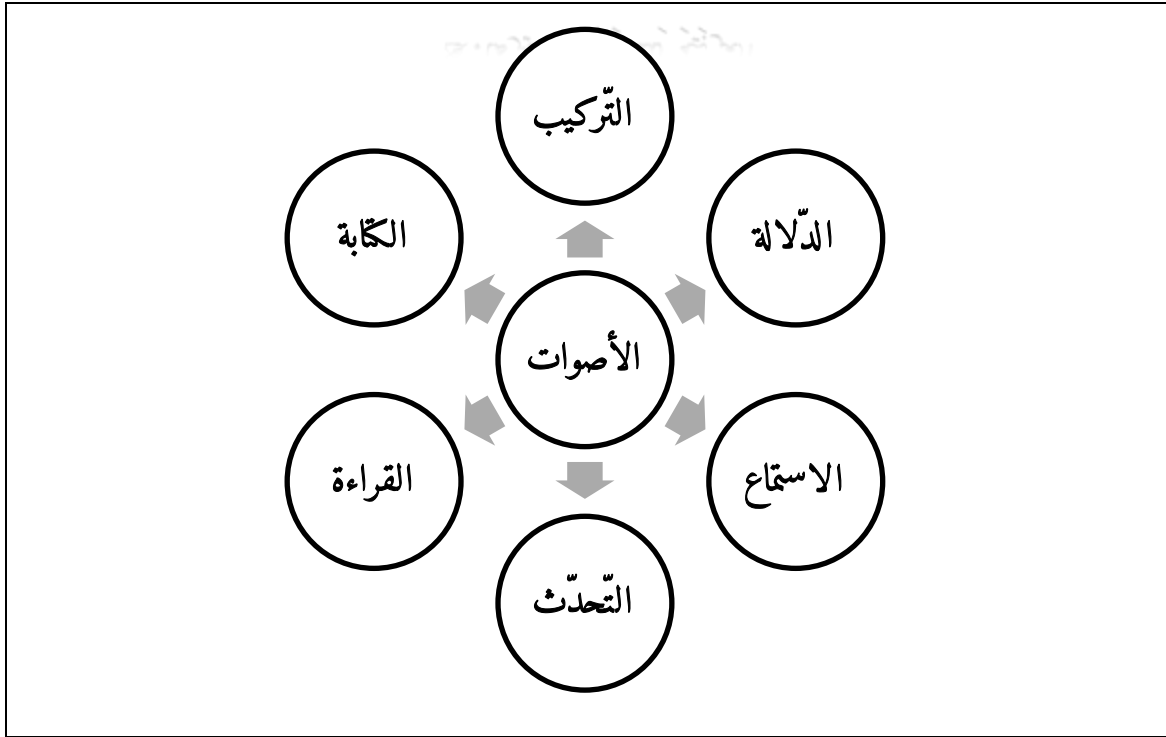 التّركيب
الدّلالة
الكتابة
الأصوات
الاستماع
القراءة
التّحدّث